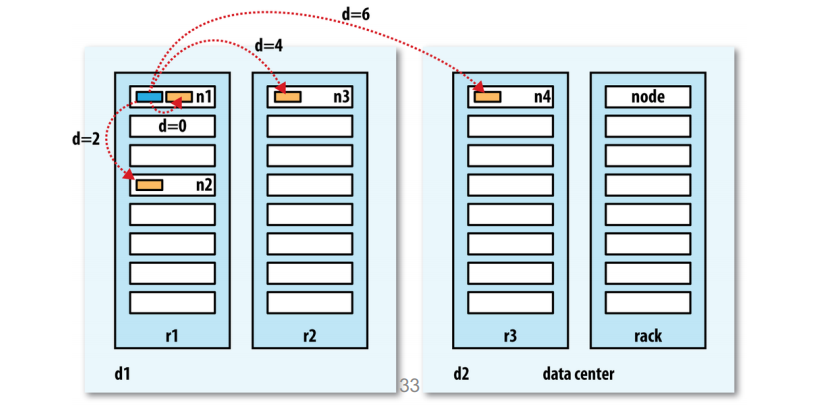 d=6
d=4
n1
n3
n4
node
d=0
d=2
n2
r1
r2
r3
rack
d1
33
d2
data center